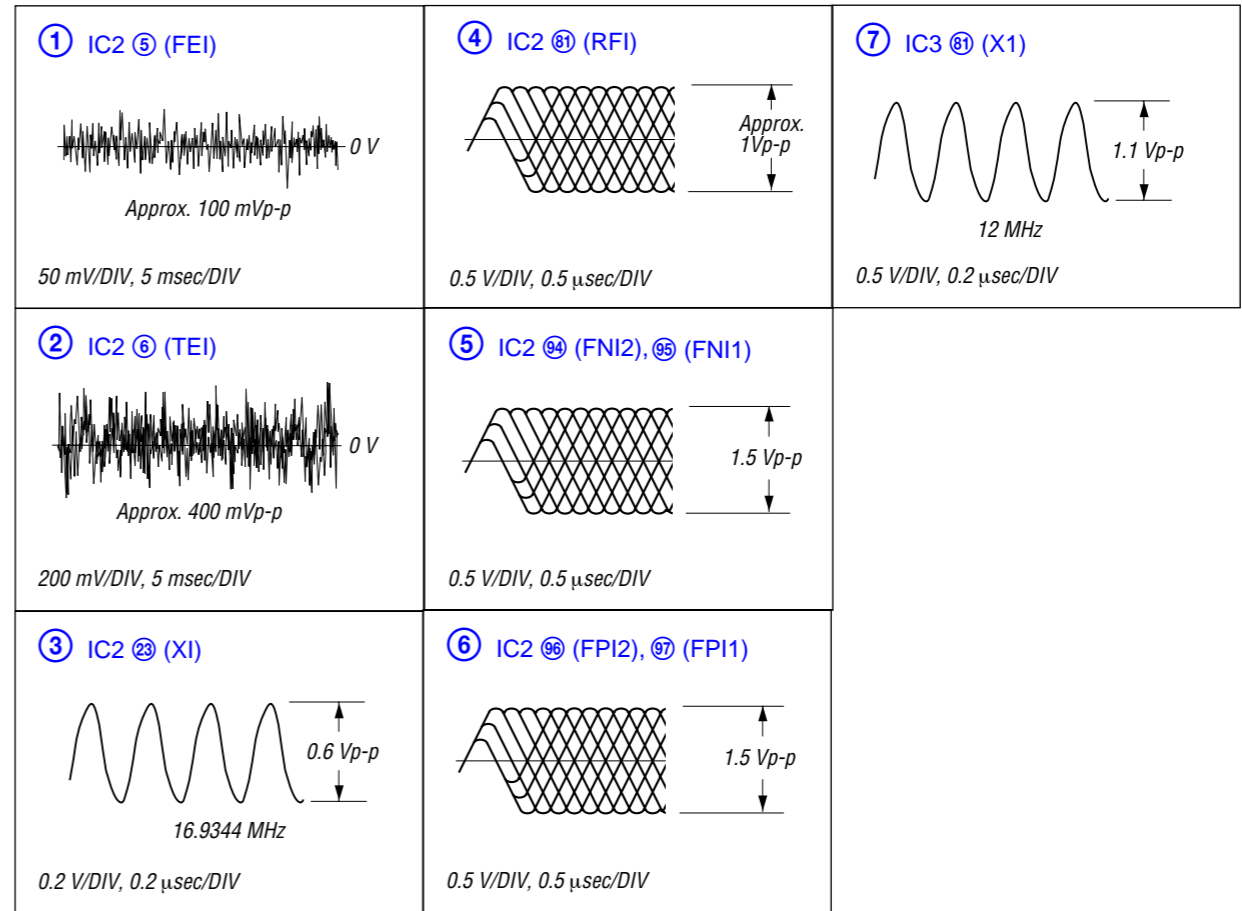 ① IC2 ⑤ (FEI)
0 V
Approx. 100 mVp-p
50 mV/DIV, 5 msec/DIV
② IC2 ⑥ (TEI)
0 V
Approx. 400 mVp-p
200 mV/DIV, 5 msec/DIV
③ IC2 ㉓ (XI)
0.6 Vp-p
16.9344 MHz
0.2 V/DIV, 0.2 µsec/DIV
④ IC2 81 (RFI)
Approx.
1Vp-p
0.5 V/DIV, 0.5 µsec/DIV
⑤ IC2 94 (FNI2), 95 (FNI1)
1.5 Vp-p
0.5 V/DIV, 0.5 µsec/DIV
⑥ IC2 96 (FPI2), 97 (FPI1)
1.5 Vp-p
0.5 V/DIV, 0.5 µsec/DIV
⑦ IC3 81 (X1)
1.1 Vp-p
12 MHz
0.5 V/DIV, 0.2 µsec/DIV